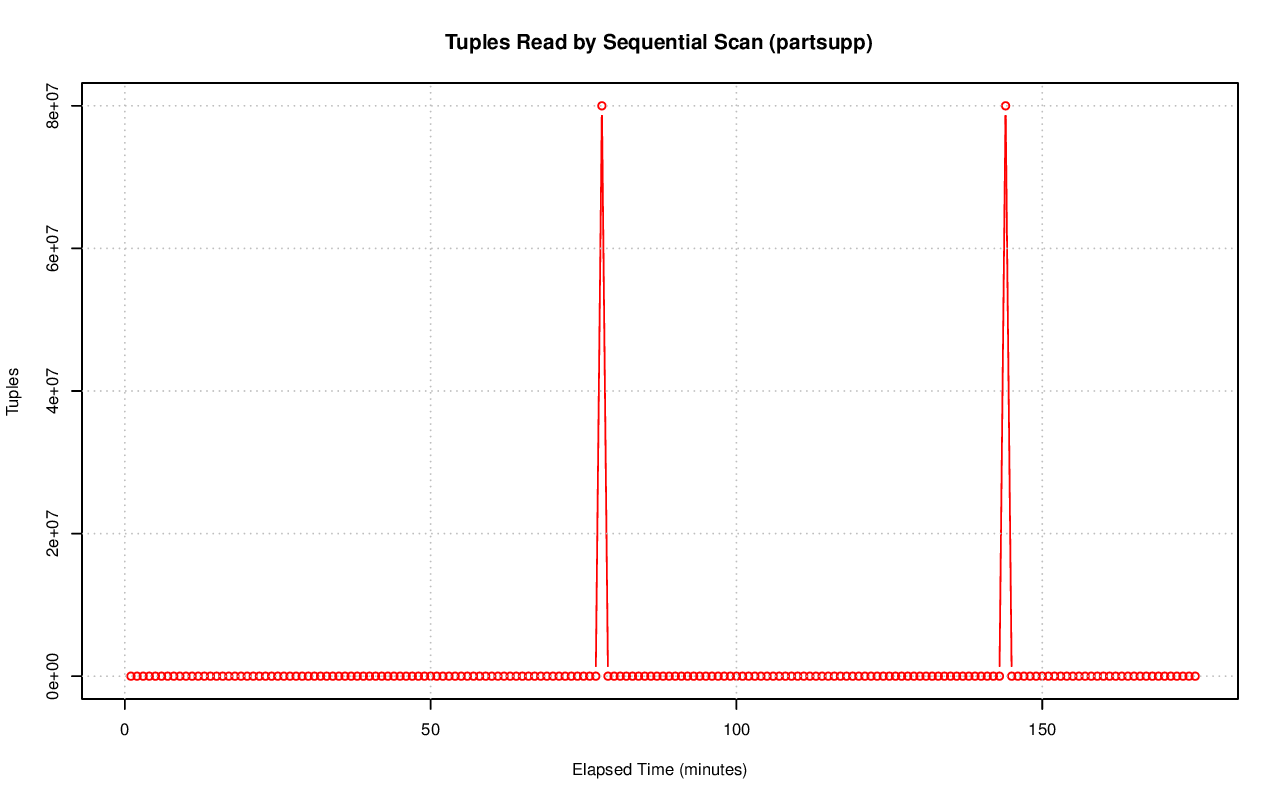 Tuples Read by Sequential Scan (partsupp)
Tuples
8e+07
6e+07
4e+07
2e+07
0e+00
0 50 100 150
Elapsed Time (minutes)